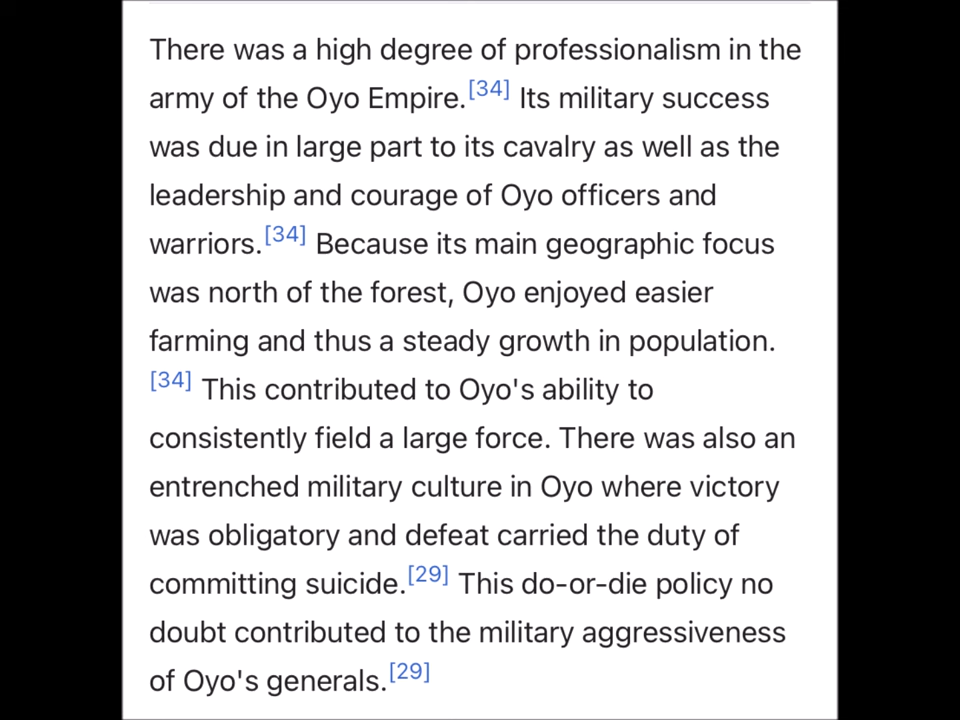 There was a high degree of professionalism in the
army of the Oyo Empire.[34] Its military success
was due in large part to its cavalry as well as the
leadership and courage of Oyo officers and
warriors.[34] Because its main geographic focus
was north of the forest, Oyo enjoyed easier
farming and thus a steady growth in population.
[34] This contributed to Oyo's ability to
consistently field a large force. There was also an
entrenched military culture in Oyo where victory
was obligatory and defeat carried the duty of
committing suicide.[29] This do-or-die policy no
doubt contributed to the military aggressiveness
of Oyo's generals.[29]